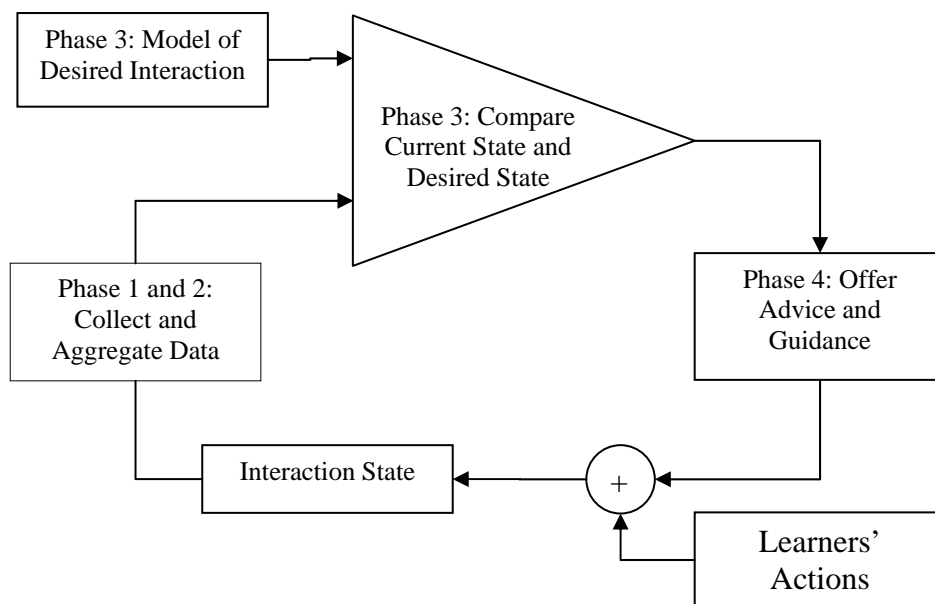 Phase 3: Model of
Desired Interaction
Phase 3: Compare
Current State and
Desired State
Phase 1 and 2:
Collect and
Aggregate Data
Phase 4: Offer
Advice and
Guidance
Interaction State
+
Learners’
Actions